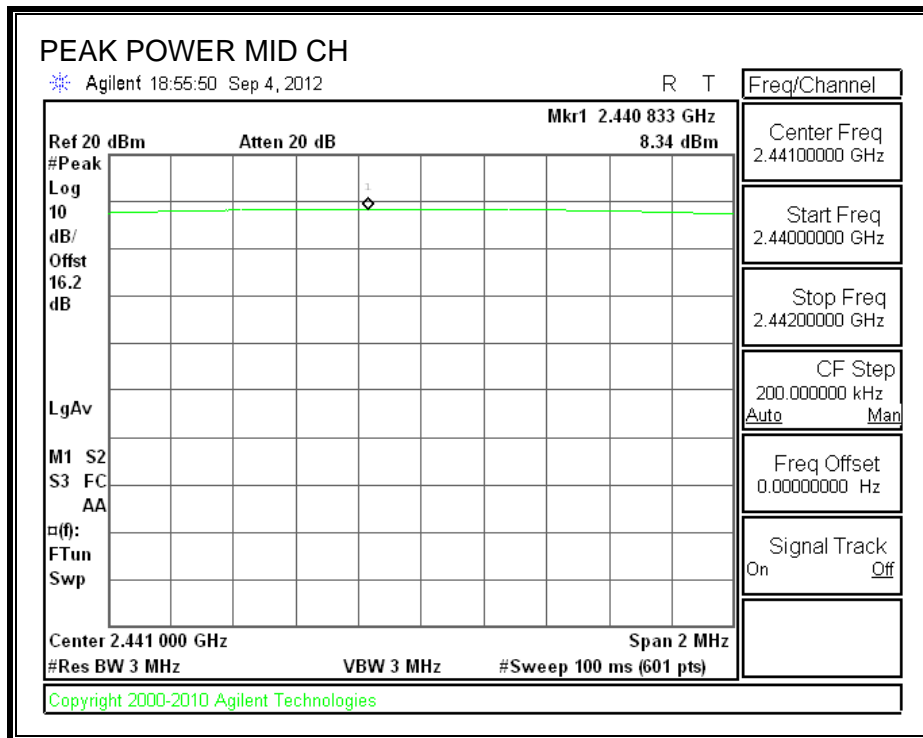 PEAK POWER MID CH
Agilent 18:55:50 Sep 4, 2012
R T
Mkr1 2.440 833 GHz
Ref 20 dBm Atten 20 dB 8.34 dBm
#Peak
Log
10
dB/
Offst
16.2
dB
1
LgAv
M1 S2
S3 FC
AA
¤(f):
FTun
Swp
Center 2.441 000 GHz Span 2 MHz
#Res BW 3 MHz VBW 3 MHz #Sweep 100 ms (601 pts)
Copyright 2000-2010 Agilent Technologies
Freq/Channel
Center Freq
2.44100000 GHz
Start Freq
2.44000000 GHz
Stop Freq
2.44200000 GHz
CF Step
200.000000 kHz
Auto Man
Freq Offset
0.00000000 Hz
Signal Track
On Off